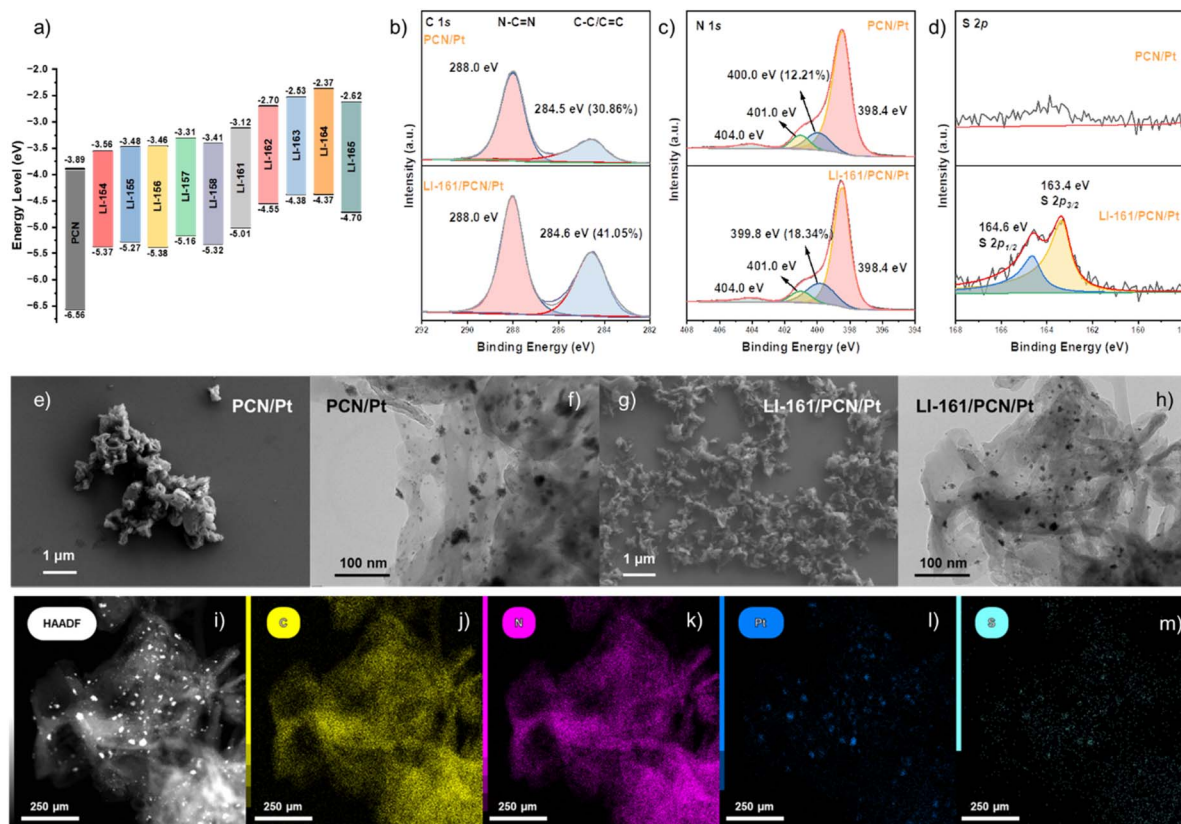 a)
Energy Level (eV)
-2.0
-2.5
-3.0
-3.5
-4.0
-4.5
-5.0
-5.5
-6.0
-6.5
-3.89
PCN
-6.56
-3.56
LI-154
-5.37
-3.48
LI-155
-5.27
-3.46
LI-156
-5.38
-3.31
LI-157
-5.16
-3.41
LI-158
-5.32
-3.12
LI-161
-5.01
-2.70
LI-162
-4.55
-2.53
LI-163
-4.38
-2.37
LI-164
-4.37
-2.62
LI-165
-4.70
b)
C 1s N-C=N C-C/C=C
PCN/Pt
288.0 eV
284.5 eV (30.86%)
LI-161/PCN/Pt
288.0 eV
284.6 eV (41.05%)
Intensity (a.u.)
292 290 288 286 284 282
Binding Energy (eV)
c)
N 1s
PCN/Pt
400.0 eV (12.21%)
401.0 eV
404.0 eV
398.4 eV
LI-161/PCN/Pt
399.8 eV (18.34%)
401.0 eV
404.0 eV
398.4 eV
Intensity (a.u.)
408 406 404 402 400 398 396 394
Binding Energy (eV)
d)
S 2p
PCN/Pt
163.4 eV
S 2p3/2
164.6 eV
S 2p1/2
LI-161/PCN/Pt
Intensity (a.u.)
168 166 164 162 160
Binding Energy (eV)
e)
PCN/Pt
1 µm
PCN/Pt
f)
100 nm
g)
LI-161/PCN/Pt
1 µm
LI-161/PCN/Pt
h)
100 nm
HAADF
i)
250 µm
C
j)
250 µm
N
k)
250 µm
Pt
l)
250 µm
S
m)
250 µm